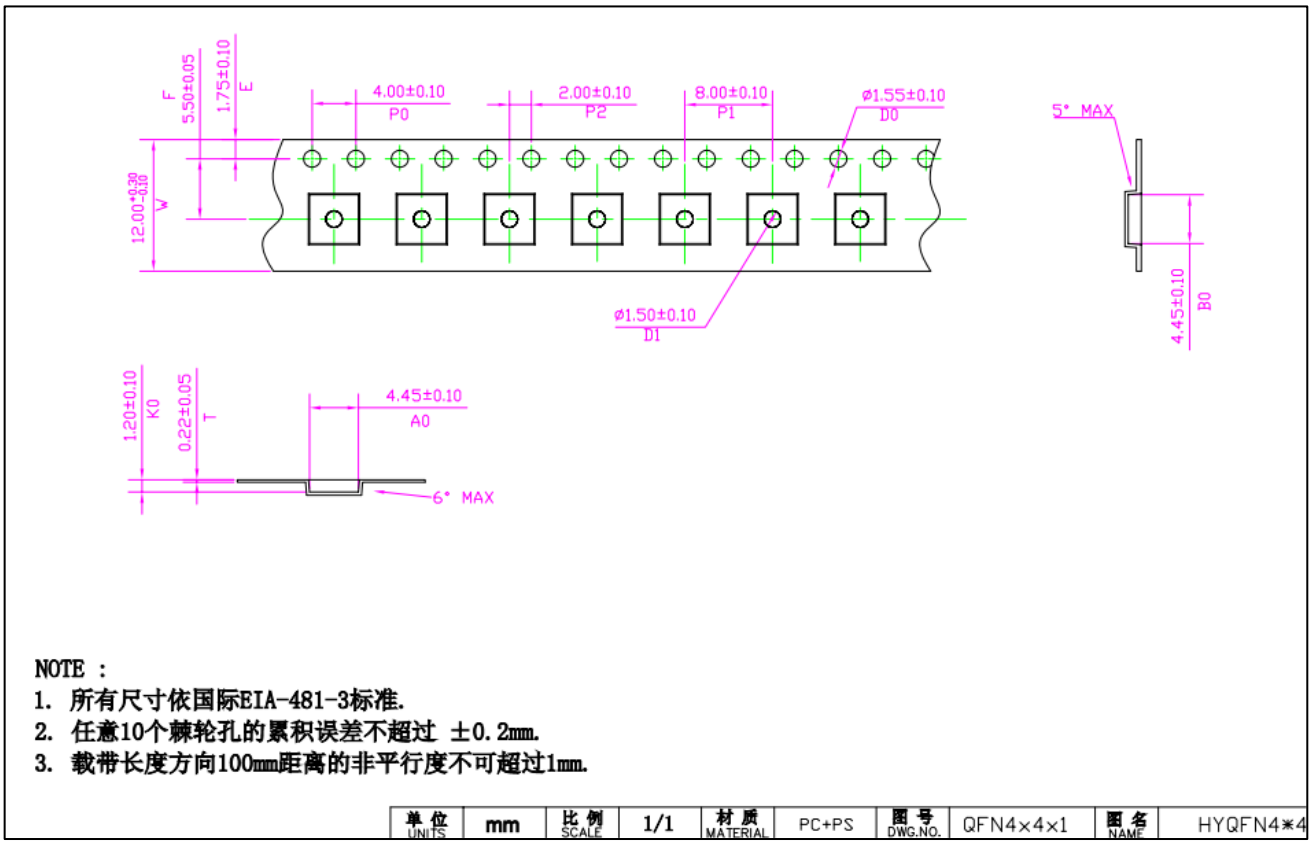 F
5.50±0.05
1.75±0.10
E
4.00±0.10
P0
2.00±0.10
P2
8.00±0.10
P1
ø1.55±0.10
D0
5° MAX
12.00+0.30-0.10
W
ø1.50±0.10
D1
4.45±0.10
B0
1.20±0.10
K0
0.22±0.05
T
4.45±0.10
A0
6° MAX
NOTE :
1. 所有尺寸依国际EIA-481-3标准.
2. 任意10个棘轮孔的累积误差不超过 ±0.2mm.
3. 载带长度方向100mm距离的非平行度不可超过1mm.
单位 UNITS mm 比例 SCALE 1/1 材质 MATERIAL PC+PS 图号 DWG.NO. QFN4×4×1 图名 NAME HYQFN4*4